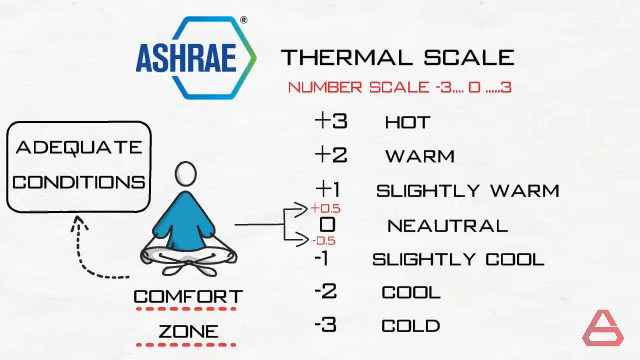 ASHRAE®
THERMAL SCALE
NUMBER SCALE -3.... 0 .....3
ADEQUATE
CONDITIONS
+3 HOT
+2 WARM
+1 SLIGHTLY WARM
+0.5
0 NEAUTRAL
-0.5
-1 SLIGHTLY COOL
-2 COOL
-3 COLD
COMFORT
ZONE